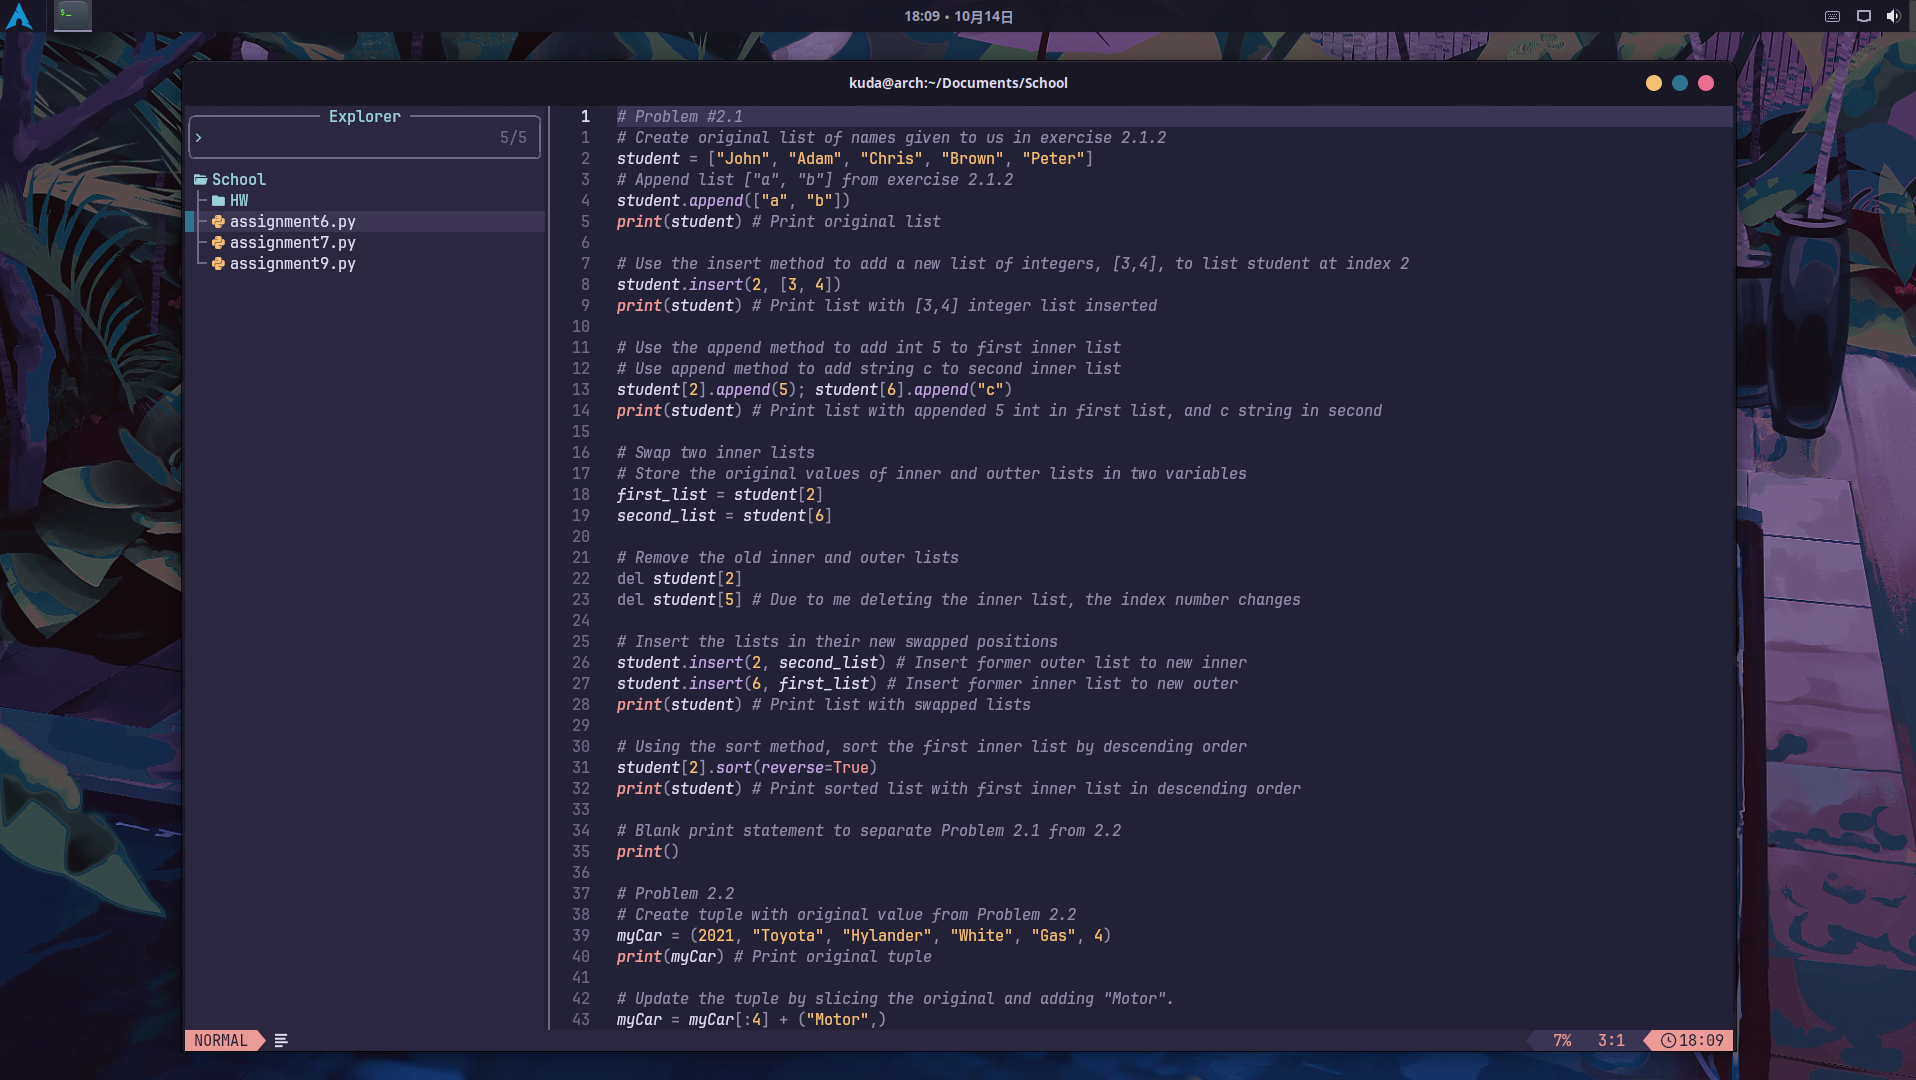 $_
18:09 • 10月14日
kuda@arch:~/Documents/School
Explorer
> 5/5
School
HW
assignment6.py
assignment7.py
assignment9.py
1 # Problem #2.1
1 # Create original list of names given to us in exercise 2.1.2
2 student = ["John", "Adam", "Chris", "Brown", "Peter"]
3 # Append list ["a", "b"] from exercise 2.1.2
4 student.append(["a", "b"])
5 print(student) # Print original list
6
7 # Use the insert method to add a new list of integers, [3,4], to list student at index 2
8 student.insert(2, [3, 4])
9 print(student) # Print list with [3,4] integer list inserted
10
11 # Use the append method to add int 5 to first inner list
12 # Use append method to add string c to second inner list
13 student[2].append(5); student[6].append("c")
14 print(student) # Print list with appended 5 int in first list, and c string in second
15
16 # Swap two inner lists
17 # Store the original values of inner and outter lists in two variables
18 first_list = student[2]
19 second_list = student[6]
20
21 # Remove the old inner and outer lists
22 del student[2]
23 del student[5] # Due to me deleting the inner list, the index number changes
24
25 # Insert the lists in their new swapped positions
26 student.insert(2, second_list) # Insert former outer list to new inner
27 student.insert(6, first_list) # Insert former inner list to new outer
28 print(student) # Print list with swapped lists
29
30 # Using the sort method, sort the first inner list by descending order
31 student[2].sort(reverse=True)
32 print(student) # Print sorted list with first inner list in descending order
33
34 # Blank print statement to separate Problem 2.1 from 2.2
35 print()
36
37 # Problem 2.2
38 # Create tuple with original value from Problem 2.2
39 myCar = (2021, "Toyota", "Hylander", "White", "Gas", 4)
40 print(myCar) # Print original tuple
41
42 # Update the tuple by slicing the original and adding "Motor".
43 myCar = myCar[:4] + ("Motor",)
NORMAL 7% 3:1 18:09